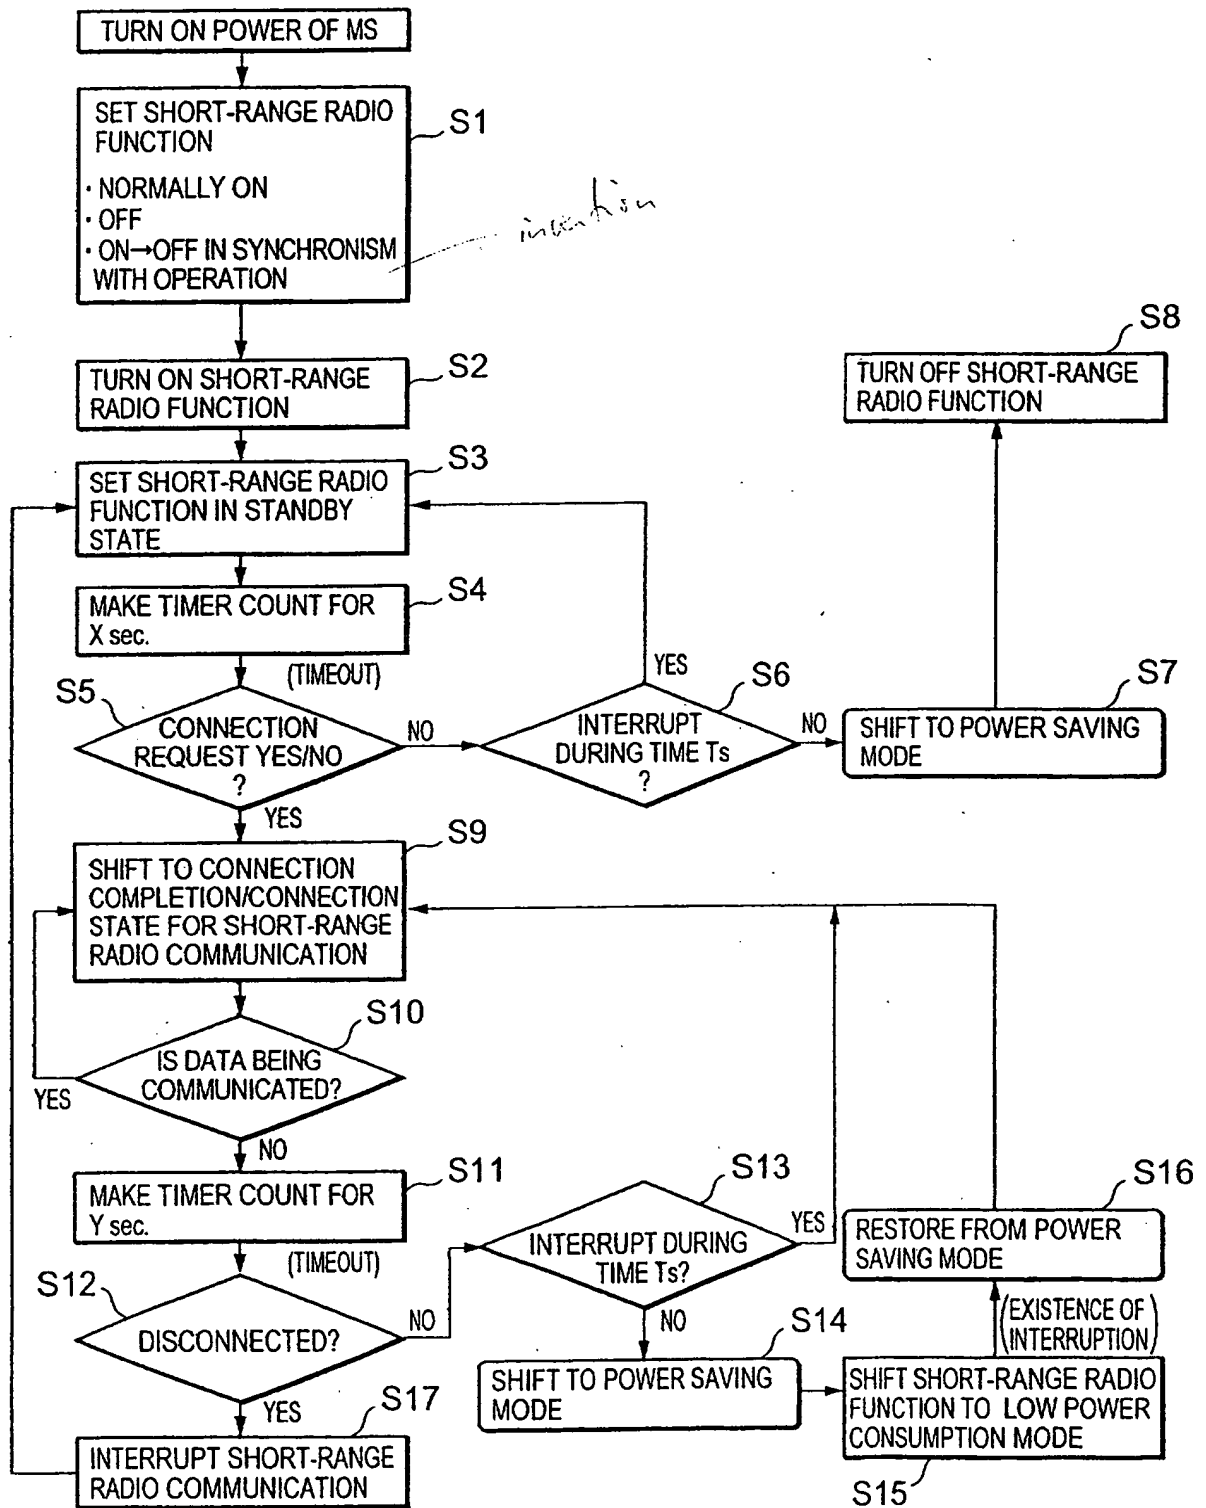 TURN ON POWER OF MS
SET SHORT-RANGE RADIO
FUNCTION
· NORMALLY ON
· OFF
· ON→OFF IN SYNCHRONISM
WITH OPERATION
S1
invention
TURN ON SHORT-RANGE
RADIO FUNCTION
S2
SET SHORT-RANGE RADIO
FUNCTION IN STANDBY
STATE
S3
MAKE TIMER COUNT FOR
X sec.
S4
(TIMEOUT)
S5
CONNECTION
REQUEST YES/NO
?
NO
YES
S6
INTERRUPT
DURING TIME Ts
?
YES
NO
S7
SHIFT TO POWER SAVING
MODE
S8
TURN OFF SHORT-RANGE
RADIO FUNCTION
S9
SHIFT TO CONNECTION
COMPLETION/CONNECTION
STATE FOR SHORT-RANGE
RADIO COMMUNICATION
S10
IS DATA BEING
COMMUNICATED?
YES
NO
S11
MAKE TIMER COUNT FOR
Y sec.
(TIMEOUT)
S12
DISCONNECTED?
NO
YES
S13
INTERRUPT DURING
TIME Ts?
YES
NO
S14
SHIFT TO POWER SAVING
MODE
SHIFT SHORT-RANGE RADIO
FUNCTION TO LOW POWER
CONSUMPTION MODE
S15
(EXISTENCE OF
INTERRUPTION)
S16
RESTORE FROM POWER
SAVING MODE
S17
INTERRUPT SHORT-RANGE
RADIO COMMUNICATION